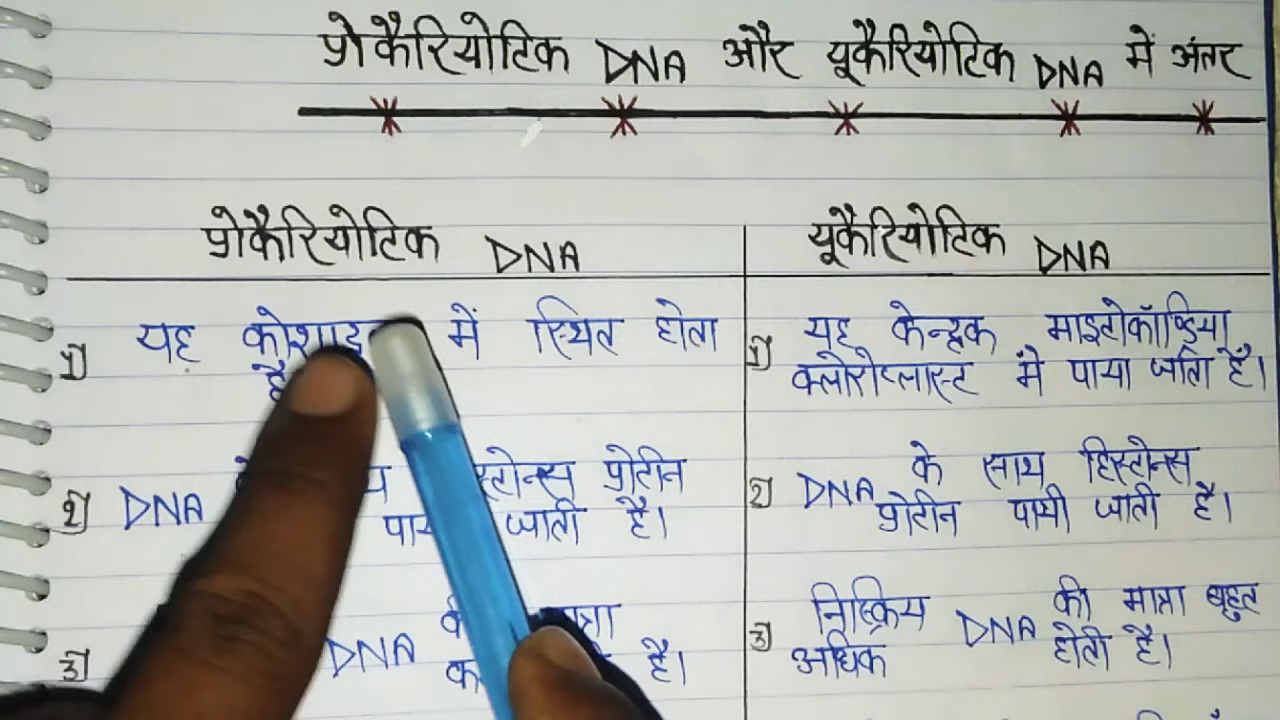 प्रोकैरियोटिक DNA और यूकैरियोटिक DNA में अंतर
प्रोकैरियोटिक DNA
यूकैरियोटिक DNA
1) यह में स्थित होता
है
2) DNA प्रोटीन
जाती है।
3) DNA
है।
1) यह केन्द्रक माइटोकॉण्ड्रिया
क्लोरोप्लास्ट में पाया जाता है।
2) DNA के साथ हिस्टोनस
प्रोटीन पायी जाती है।
3) निष्क्रिय DNA की मात्रा बहुत
अधिक होती है।